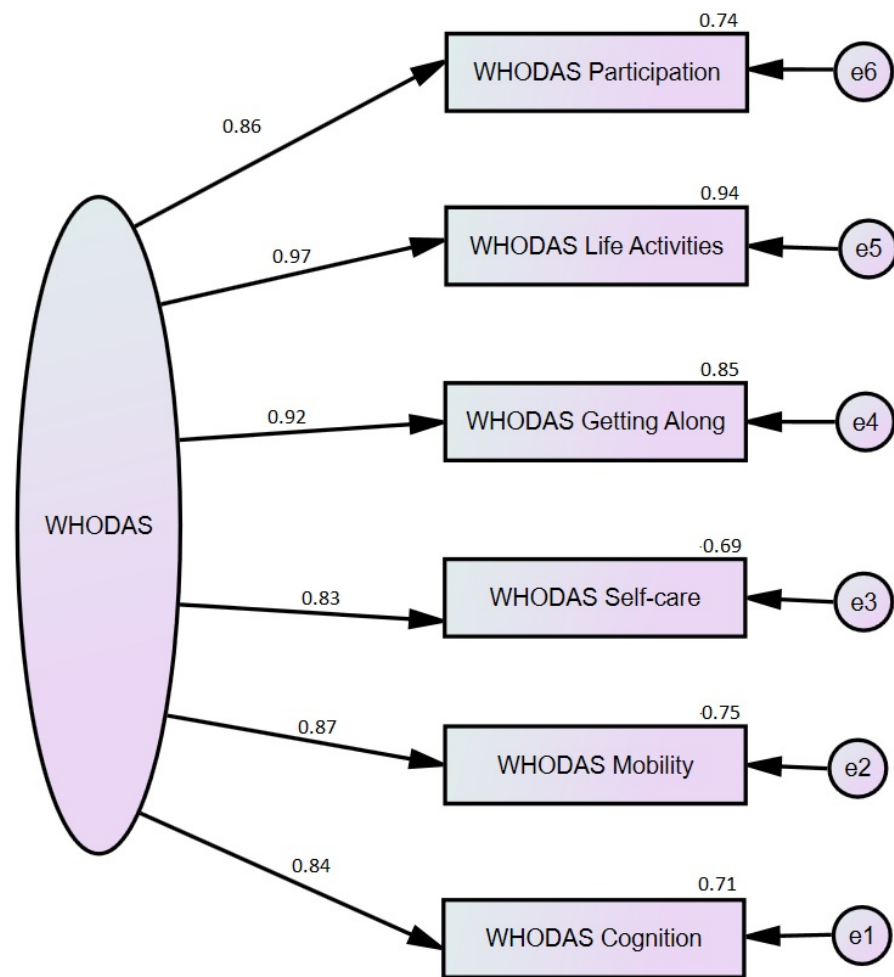 0.74
WHODAS Participation
e6
0.86
0.94
WHODAS Life Activities
e5
0.97
0.85
WHODAS Getting Along
e4
0.92
WHODAS
0.69
WHODAS Self-care
e3
0.83
0.75
WHODAS Mobility
e2
0.87
0.71
WHODAS Cognition
e1
0.84